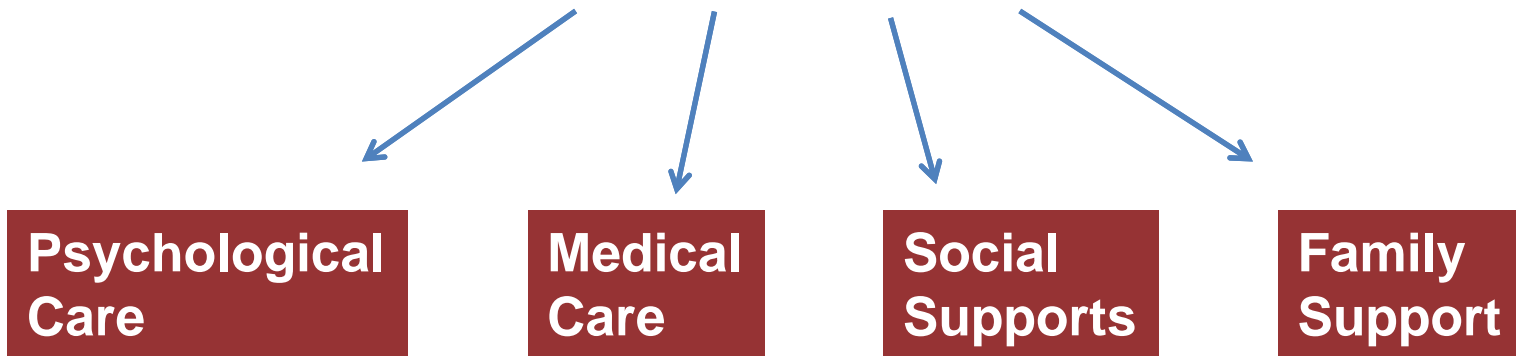 Psychological
Care
Medical
Care
Social
Supports
Family
Support